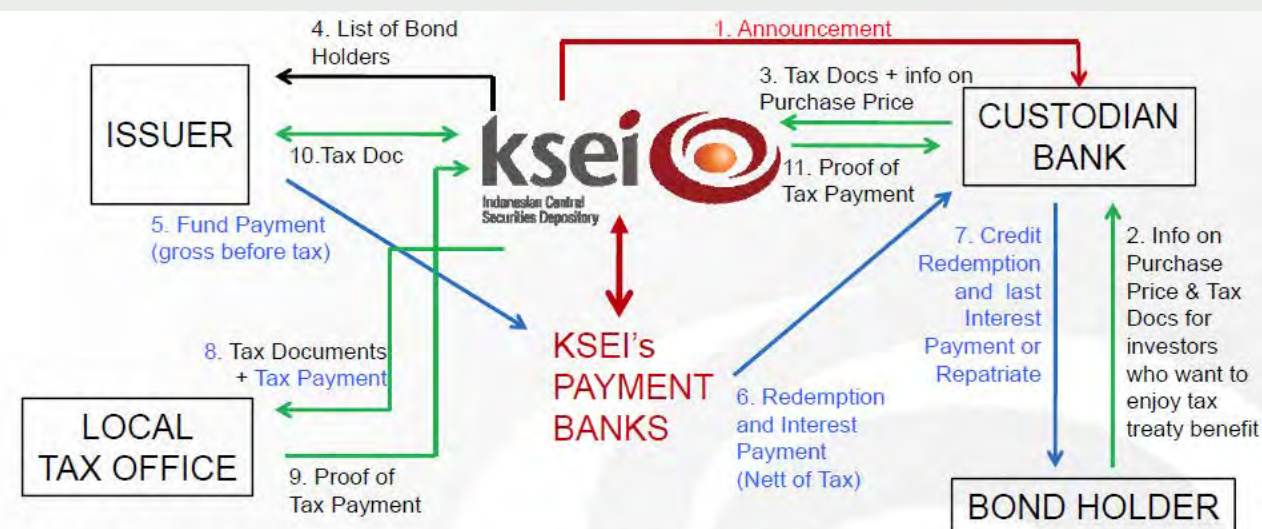 4. List of Bond
Holders
1. Announcement
ISSUER
3. Tax Docs + info on
Purchase Price
CUSTODIAN
BANK
ksei
Indonesian Central
Securities Depository
10.Tax Doc
11. Proof of
Tax Payment
5. Fund Payment
(gross before tax)
7. Credit
Redemption
and last
Interest
Payment or
Repatriate
2. Info on
Purchase
Price & Tax
Docs for
investors
who want to
enjoy tax
treaty benefit
8. Tax Documents
+ Tax Payment
KSEI's
PAYMENT
BANKS
6. Redemption
and Interest
Payment
(Nett of Tax)
LOCAL
TAX OFFICE
9. Proof of
Tax Payment
BOND HOLDER